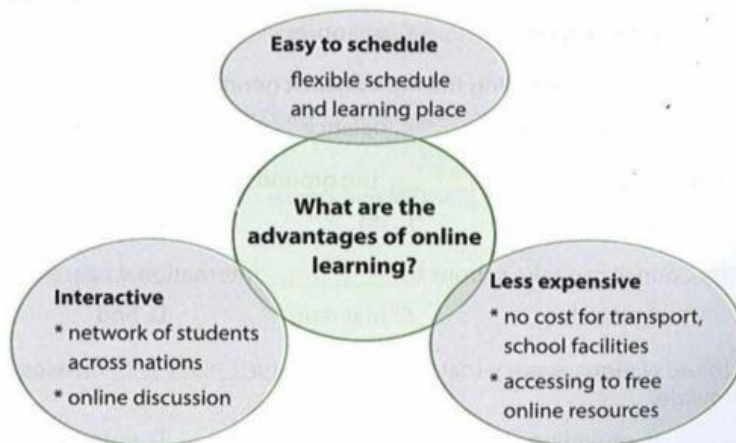 Easy to schedule
flexible schedule
and learning place
What are the
advantages of online
learning?
Interactive
* network of students
across nations
* online discussion
Less expensive
* no cost for transport,
school facilities
* accessing to free
online resources